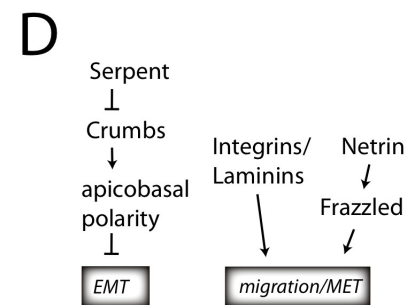 D
Serpent
Crumbs
apicobasal
polarity
EMT
Integrins/
Laminins
Netrin
Frazzled
migration/MET